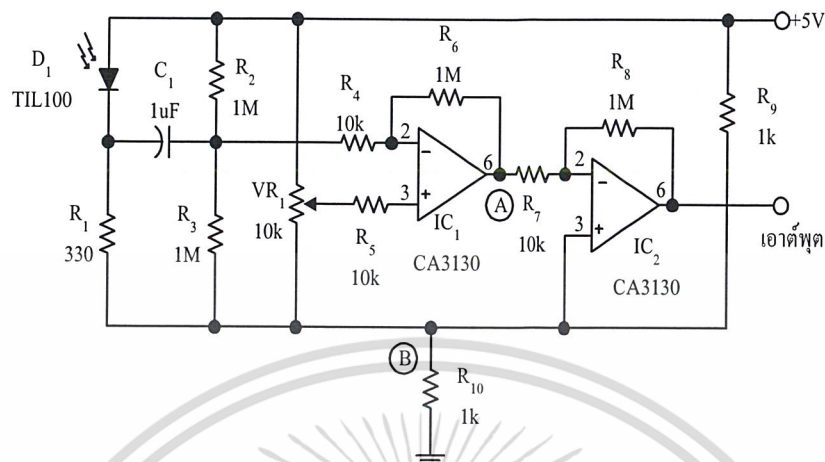 +5V
R6
D1
C1
R2
R4
1M
R8
TIL100
1uF
1M
10k
1M
R9
1k
2
−
6
2
−
6
VR1
3
+
A
R7
3
+
R1
R3
10k
R5
IC1
10k
IC2
เอาต์พุต
330
1M
10k
CA3130
CA3130
B
R10
1k